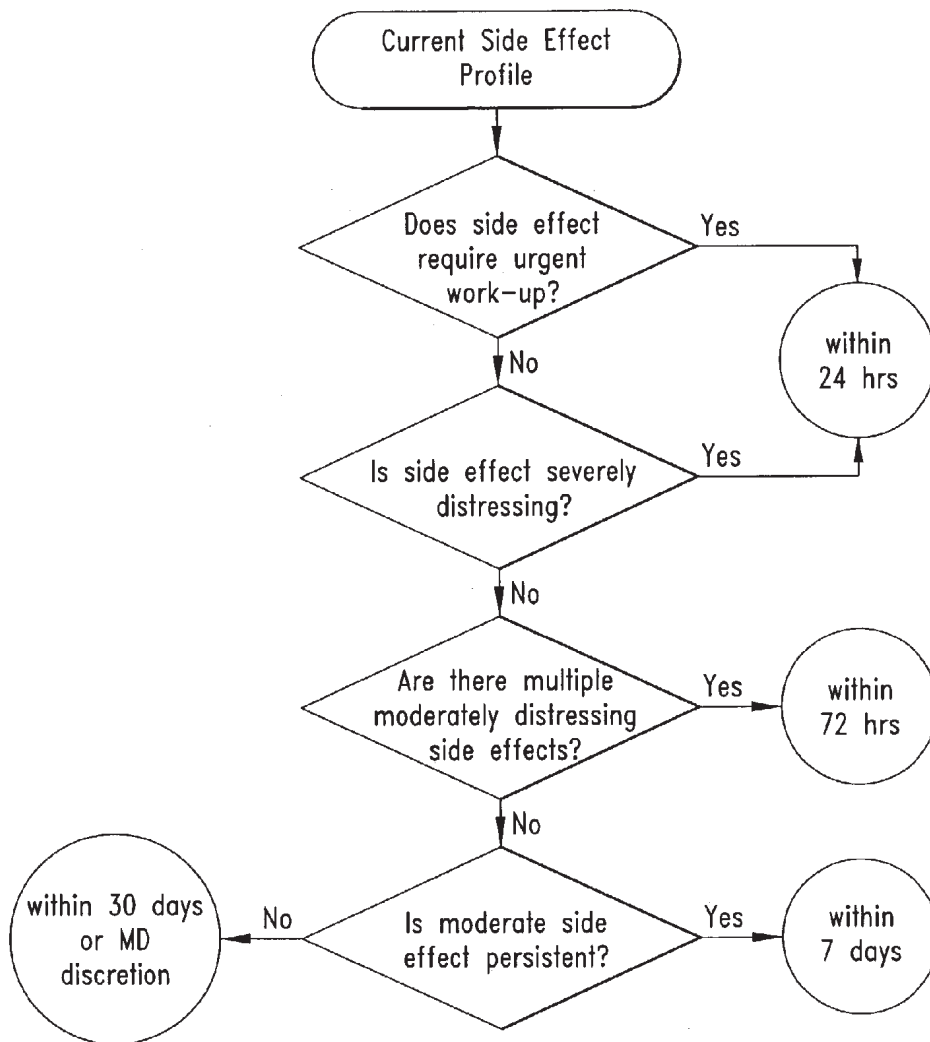 Current Side Effect
Profile
Does side effect
require urgent
work-up?
Yes
within
24 hrs
No
Is side effect severely
distressing?
Yes
No
Are there multiple
moderately distressing
side effects?
Yes
within
72 hrs
No
Is moderate side
effect persistent?
Yes
within
7 days
No
within 30 days
or MD
discretion